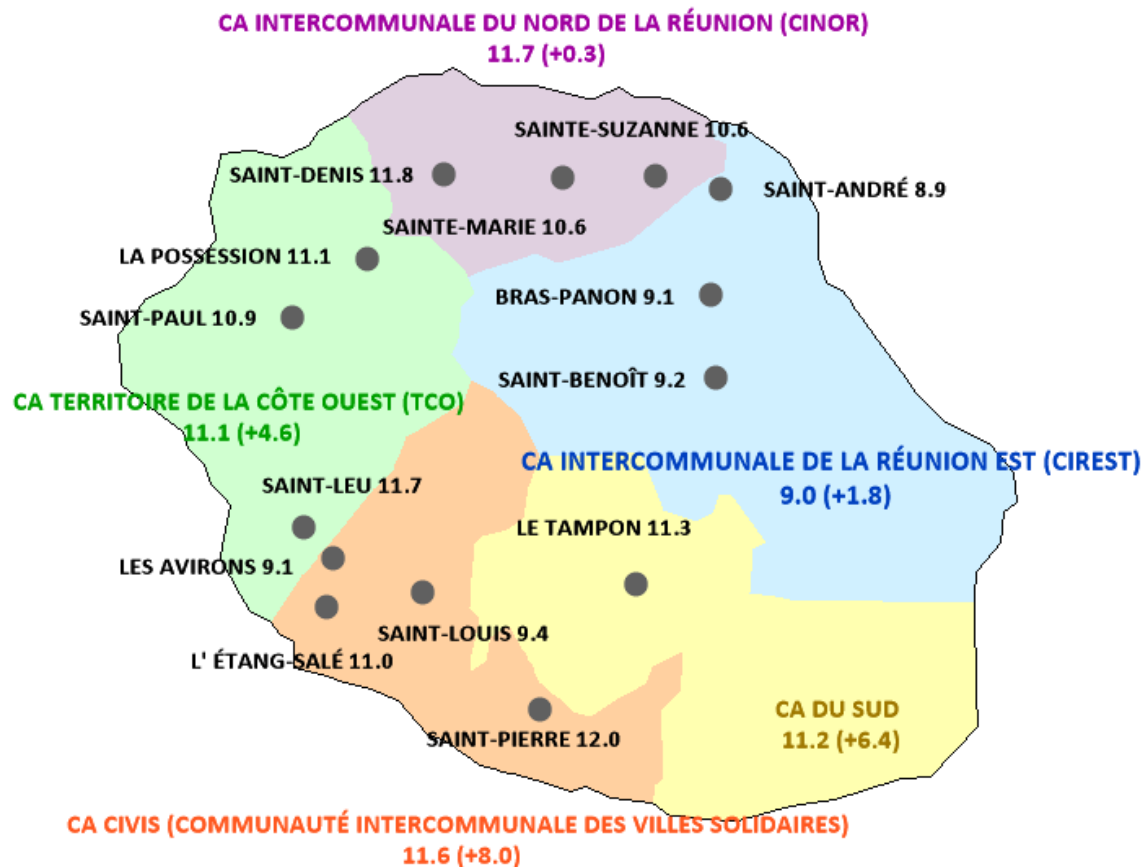 CA INTERCOMMUNALE DU NORD DE LA RÉUNION (CINOR)
11.7 (+0.3)
SAINTE-SUZANNE 10.6
SAINT-DENIS 11.8
SAINT-ANDRÉ 8.9
SAINTE-MARIE 10.6
LA POSSESSION 11.1
BRAS-PANON 9.1
SAINT-PAUL 10.9
SAINT-BENOÎT 9.2
CA TERRITOIRE DE LA CÔTE OUEST (TCO)
11.1 (+4.6)
CA INTERCOMMUNALE DE LA RÉUNION EST (CIREST)
9.0 (+1.8)
SAINT-LEU 11.7
LE TAMPON 11.3
LES AVIRONS 9.1
SAINT-LOUIS 9.4
L' ÉTANG-SALÉ 11.0
CA DU SUD
11.2 (+6.4)
SAINT-PIERRE 12.0
CA CIVIS (COMMUNAUTÉ INTERCOMMUNALE DES VILLES SOLIDAIRES)
11.6 (+8.0)